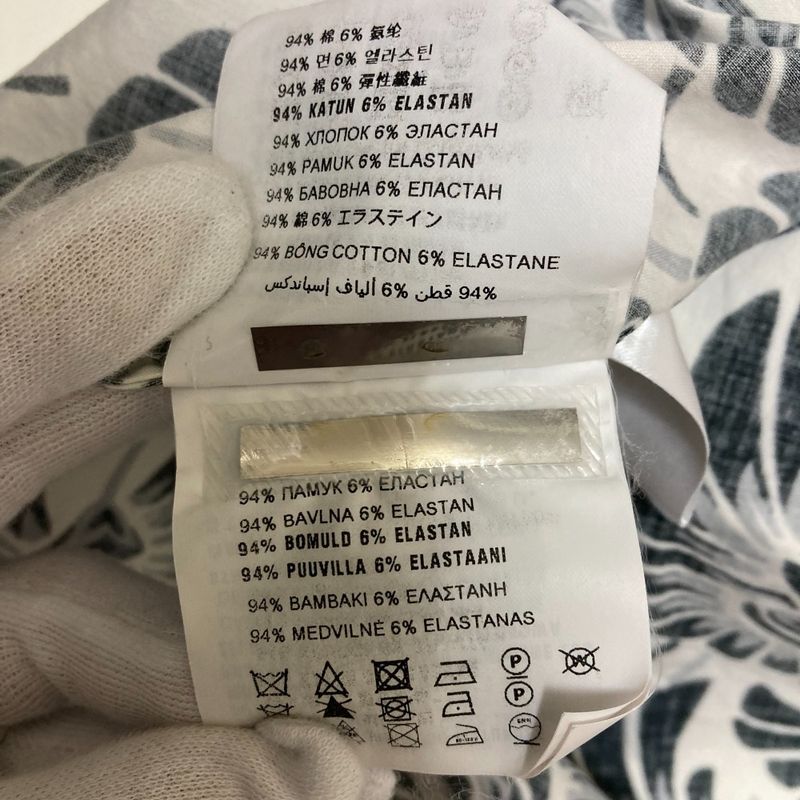 94% 棉 6% 氨纶
94% 면 6% 엘라스틴
94% 棉 6% 彈性纖維
94% KATUN 6% ELASTAN
94% ХЛОПОК 6% ЭЛАСТАН
94% PAMUK 6% ELASTAN
94% БАВОВНА 6% ЕЛАСТАН
94% 綿 6% エラステイン
94% BÔNG COTTON 6% ELASTANE
94% قطن 6% ألياف إسباندكس
S
94% ПАМУК 6% ЕЛАСТАН
94% BAVLNA 6% ELASTAN
94% BOMULD 6% ELASTAN
94% PUUVILLA 6% ELASTAANI
94% ΒΑΜΒΑΚΙ 6% ΕΛΑΣΤΑΝΗ
94% MEDVILNĖ 6% ELASTANAS
P
W
P